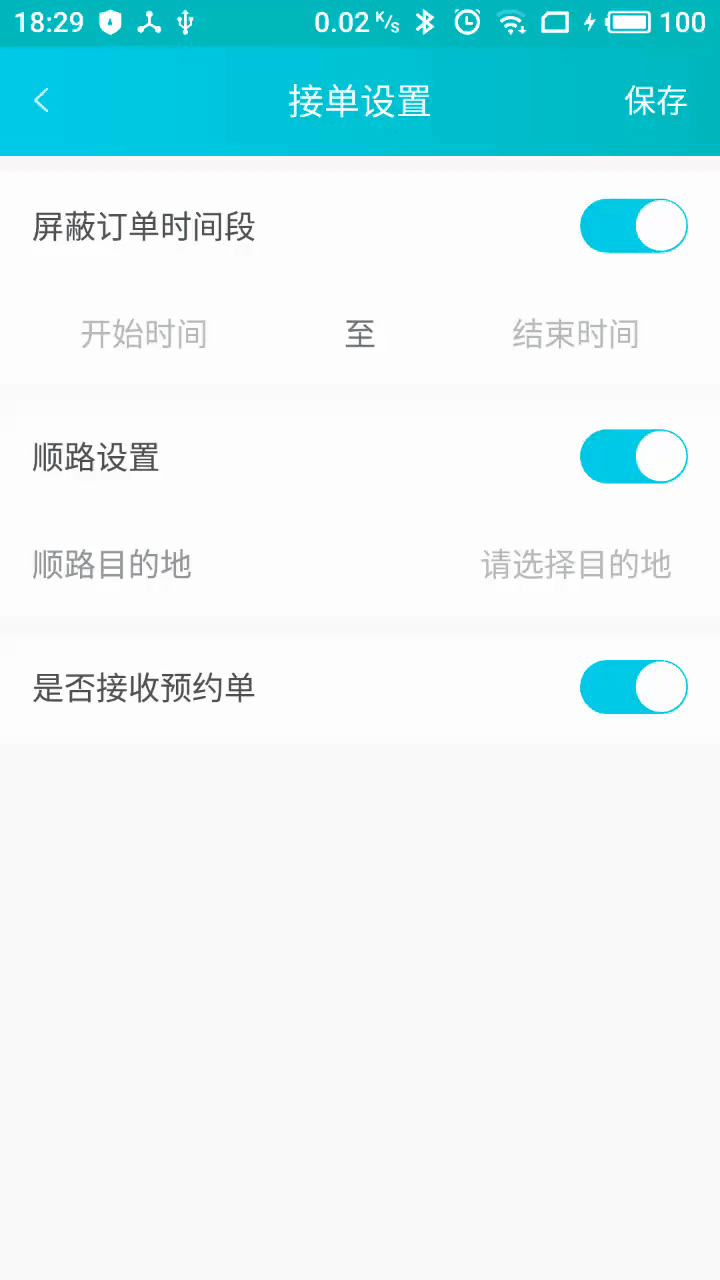 18:29 0.02 K/s 100
接单设置 保存
屏蔽订单时间段
开始时间 至 结束时间
顺路设置
顺路目的地 请选择目的地
是否接收预约单